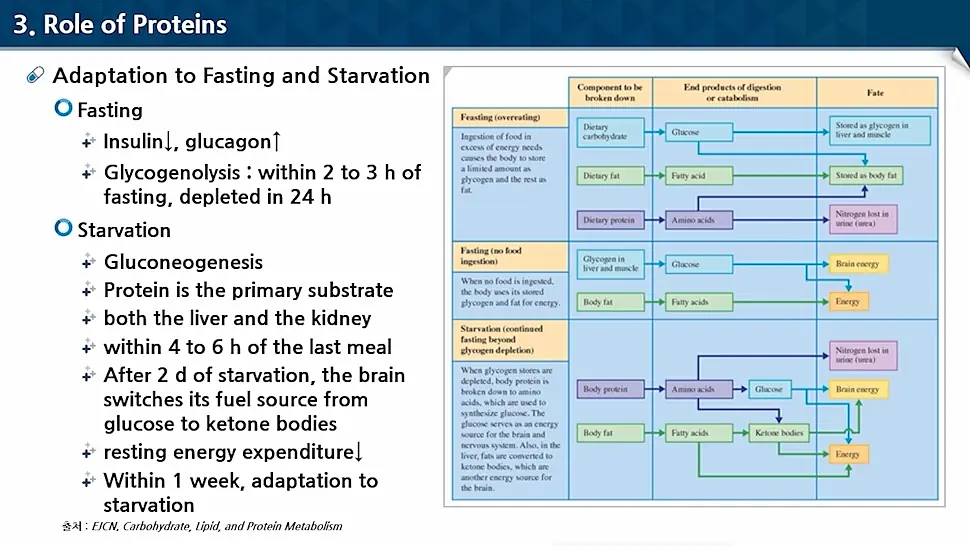 3. Role of Proteins
Adaptation to Fasting and Starvation
Fasting
Insulin↓, glucagon↑
Glycogenolysis : within 2 to 3 h of
fasting, depleted in 24 h
Starvation
Gluconeogenesis
Protein is the primary substrate
both the liver and the kidney
within 4 to 6 h of the last meal
After 2 d of starvation, the brain
switches its fuel source from
glucose to ketone bodies
resting energy expenditure↓
Within 1 week, adaptation to
starvation
출처 : EJCN, Carbohydrate, Lipid, and Protein Metabolism
Component to be
broken down
End products of digestion
or catabolism
Fate
Feasting (overeating)
Ingestion of food in
excess of energy needs
causes the body to store
a limited amount as
glycogen and the rest as
fat.
Dietary
carbohydrate
Glucose
Stored as glycogen in
liver and muscle
Dietary fat
Fatty acid
Stored as body fat
Dietary protein
Amino acids
Nitrogen lost in
urine (urea)
Fasting (no food
ingestion)
When no food is ingested,
the body uses its stored
glycogen and fat for energy.
Glycogen in
liver and muscle
Glucose
Brain energy
Body fat
Fatty acids
Energy
Starvation (continued
fasting beyond
glycogen depletion)
When glycogen stores are
depleted, body protein is
broken down to amino
acids, which are used to
synthesize glucose. The
glucose serves as an energy
source for the brain and
nervous system. Also, in the
liver, fats are converted to
ketone bodies, which are
another energy source for
the brain.
Nitrogen lost in
urine (urea)
Body protein
Amino acids
Glucose
Brain energy
Body fat
Fatty acids
Ketone bodies
Energy